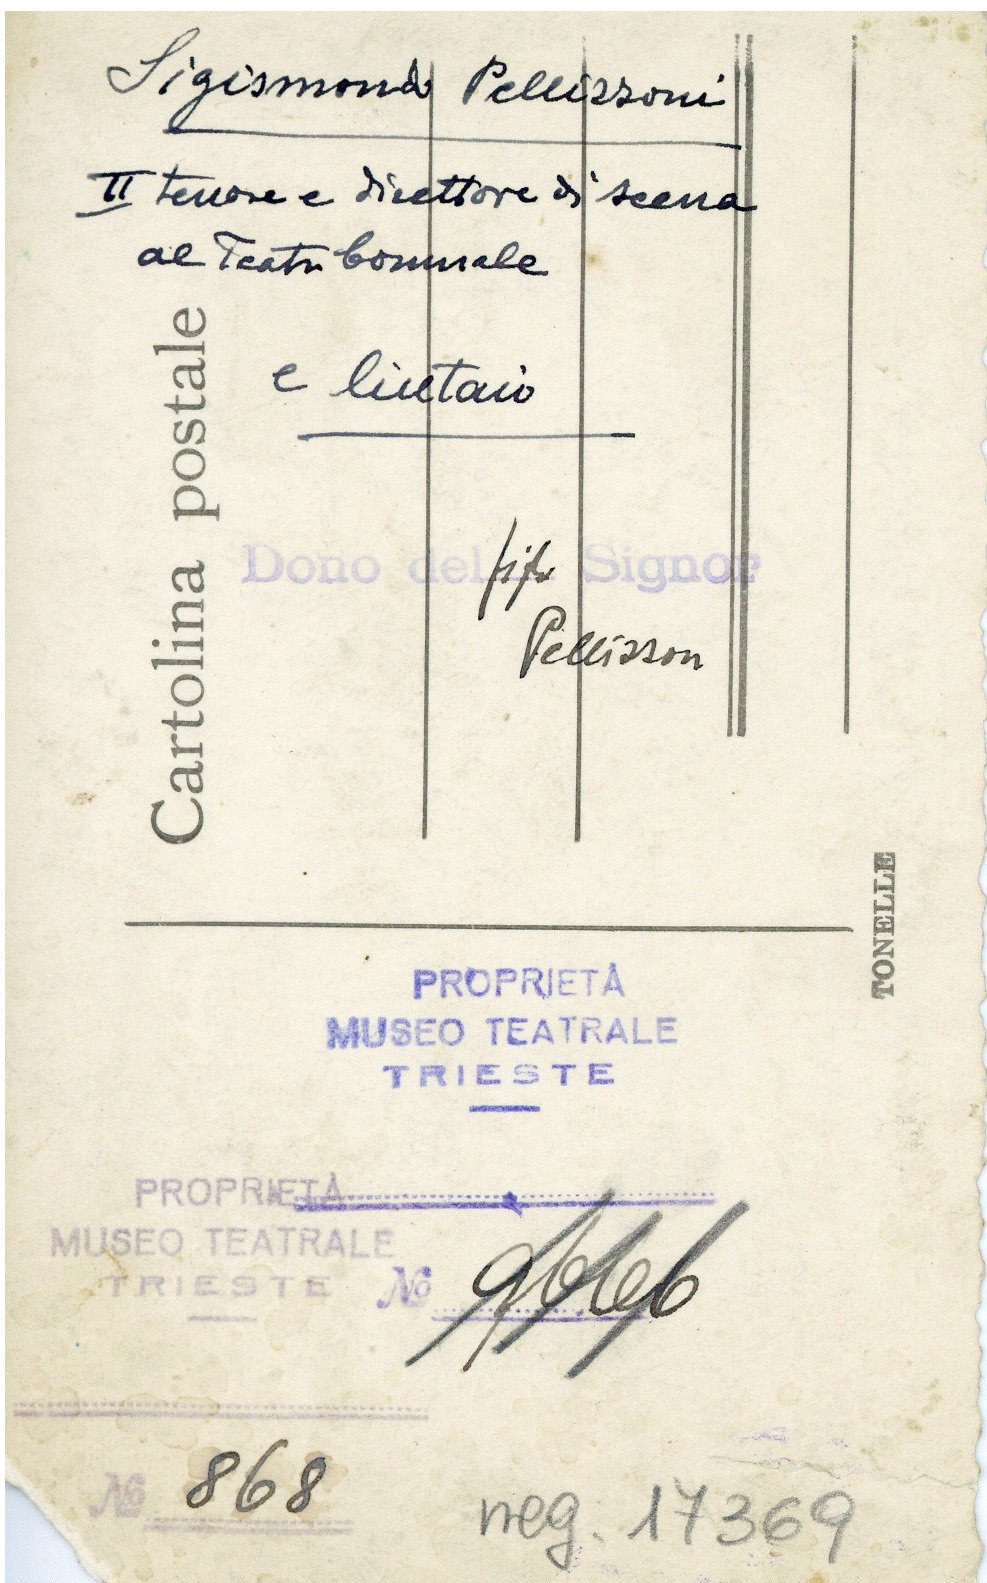 Sigismondo Pellizzoni
II tenore e direttore di scena
al Teatro Comunale
e liutaio
Cartolina postale
Dono del Signor
Pellizzon
TONELLE
PROPRIETÀ
MUSEO TEATRALE
TRIESTE
PROPRIETÀ
MUSEO TEATRALE
TRIESTE
No
No 868
neg. 17369